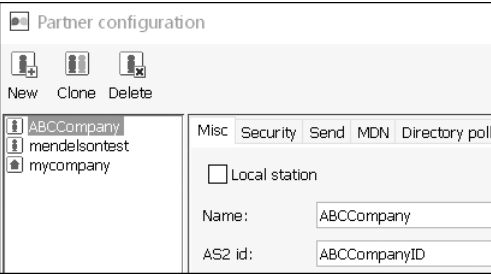 Partner configuration
New Clone Delete
ABCCompany
mendelsontest
mycompany
Misc Security Send MDN Directory poll
Local station
Name: ABCCompany
AS2 id: ABCCompanyID